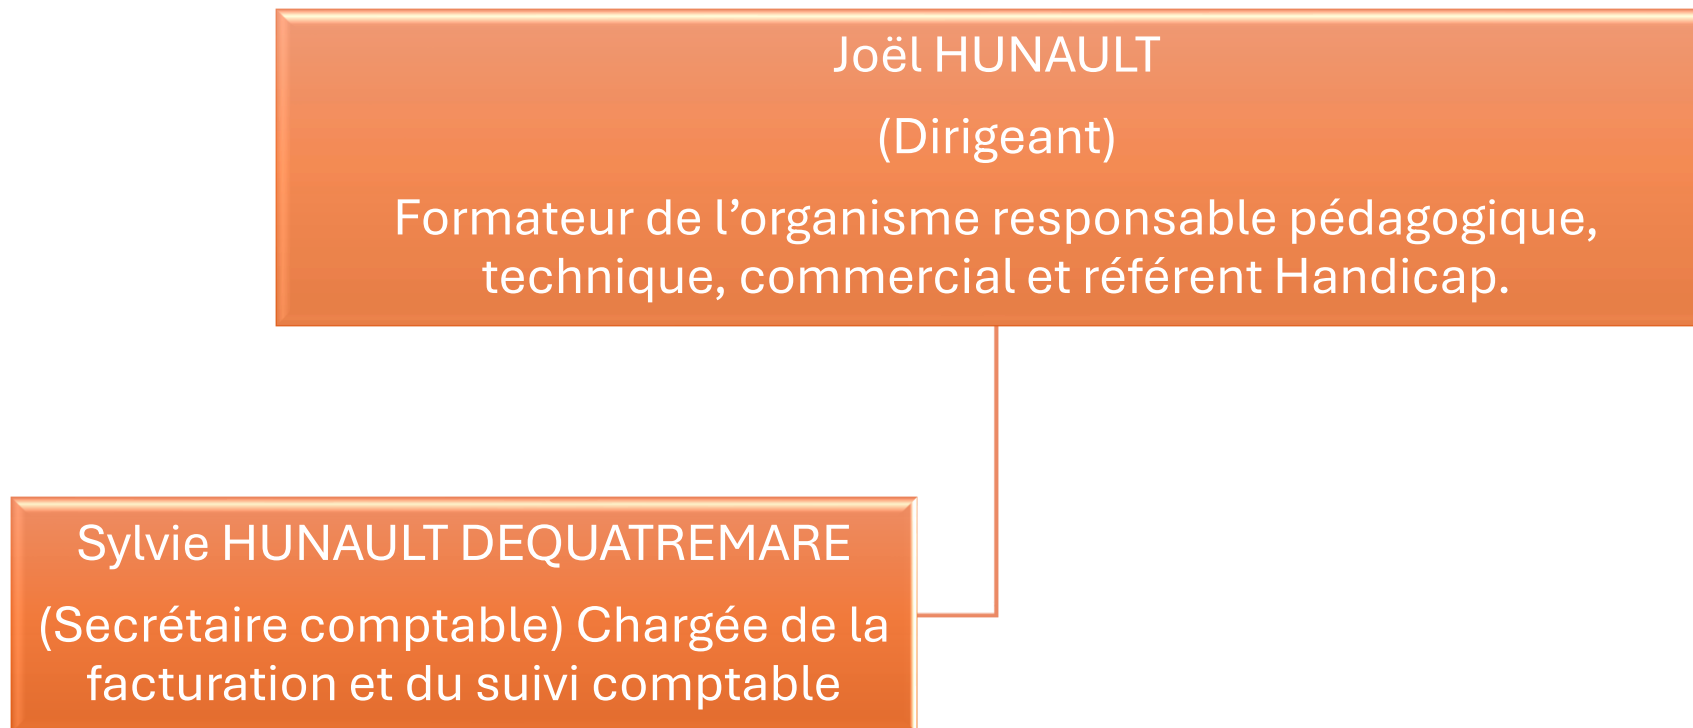 Joël HUNAULT
(Dirigeant)
Formateur de l’organisme responsable pédagogique,
technique, commercial et référent Handicap.
Sylvie HUNAULT DEQUATREMARE
(Secrétaire comptable) Chargée de la
facturation et du suivi comptable